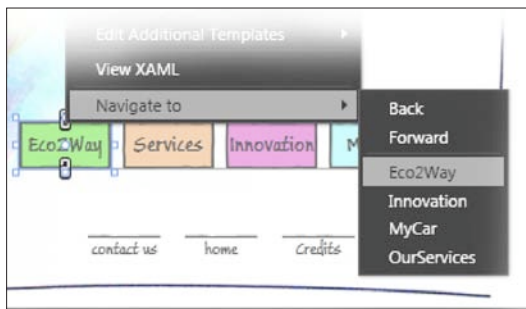 Edit Additional Templates
View XAML
Navigate to
Back
Forward
Eco2Way
Innovation
MyCar
OurServices
Eco2Way Services Innovation M
contact us home Credits